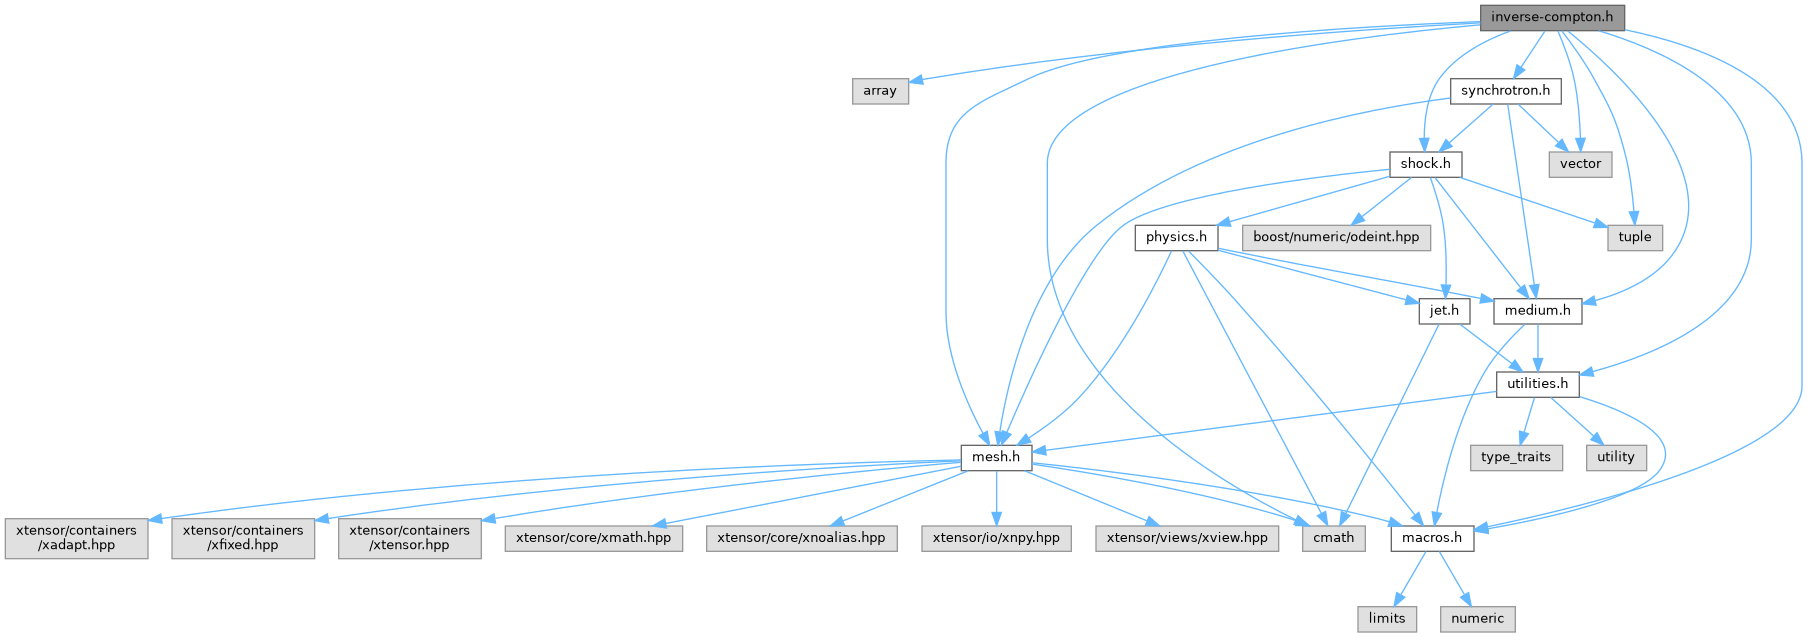 inverse-compton.h
array
synchrotron.h
shock.h
vector
physics.h
boost/numeric/odeint.hpp
tuple
jet.h
medium.h
utilities.h
mesh.h
type_traits
utility
xtensor/containers
/xadapt.hpp
xtensor/containers
/xfixed.hpp
xtensor/containers
/xtensor.hpp
xtensor/core/xmath.hpp
xtensor/core/xnoalias.hpp
xtensor/io/xnpy.hpp
xtensor/views/xview.hpp
cmath
macros.h
limits
numeric